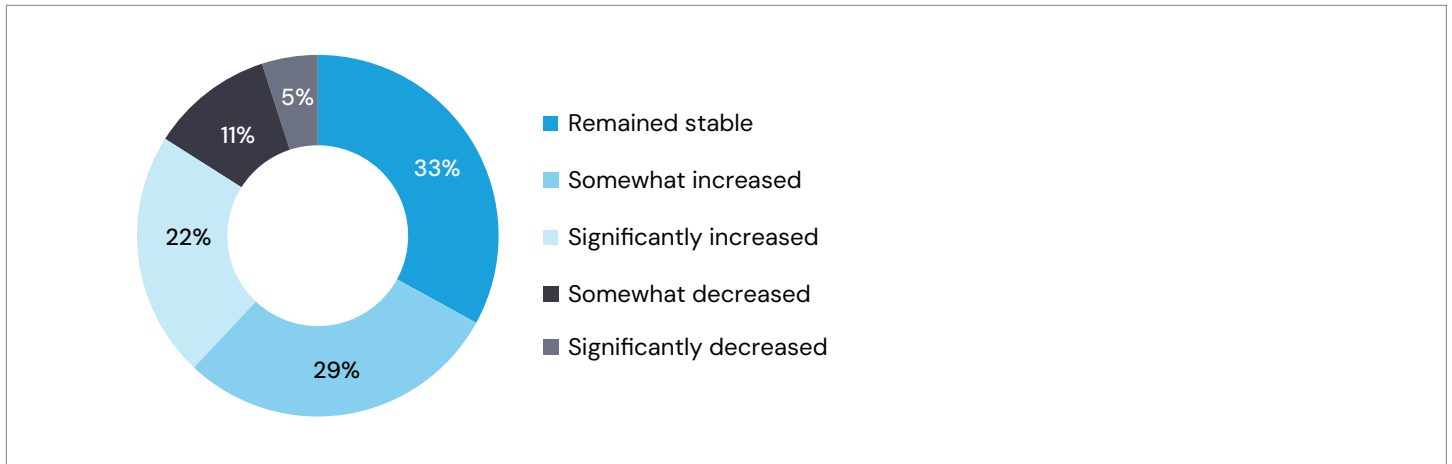 5%
11%
33%
22%
29%
Remained stable
Somewhat increased
Significantly increased
Somewhat decreased
Significantly decreased